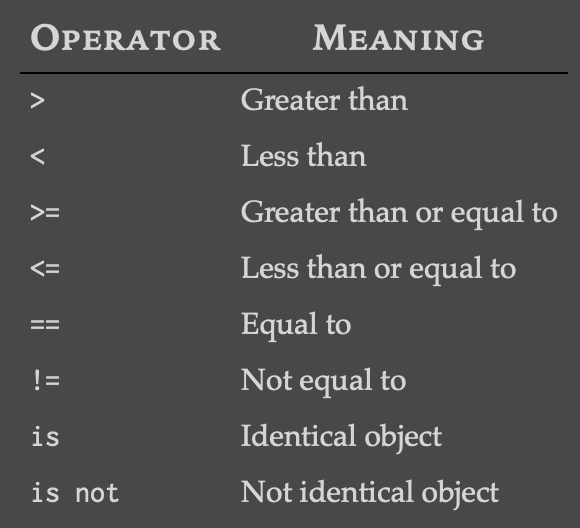 OPERATOR MEANING
> Greater than
< Less than
>= Greater than or equal to
<= Less than or equal to
== Equal to
!= Not equal to
is Identical object
is not Not identical object